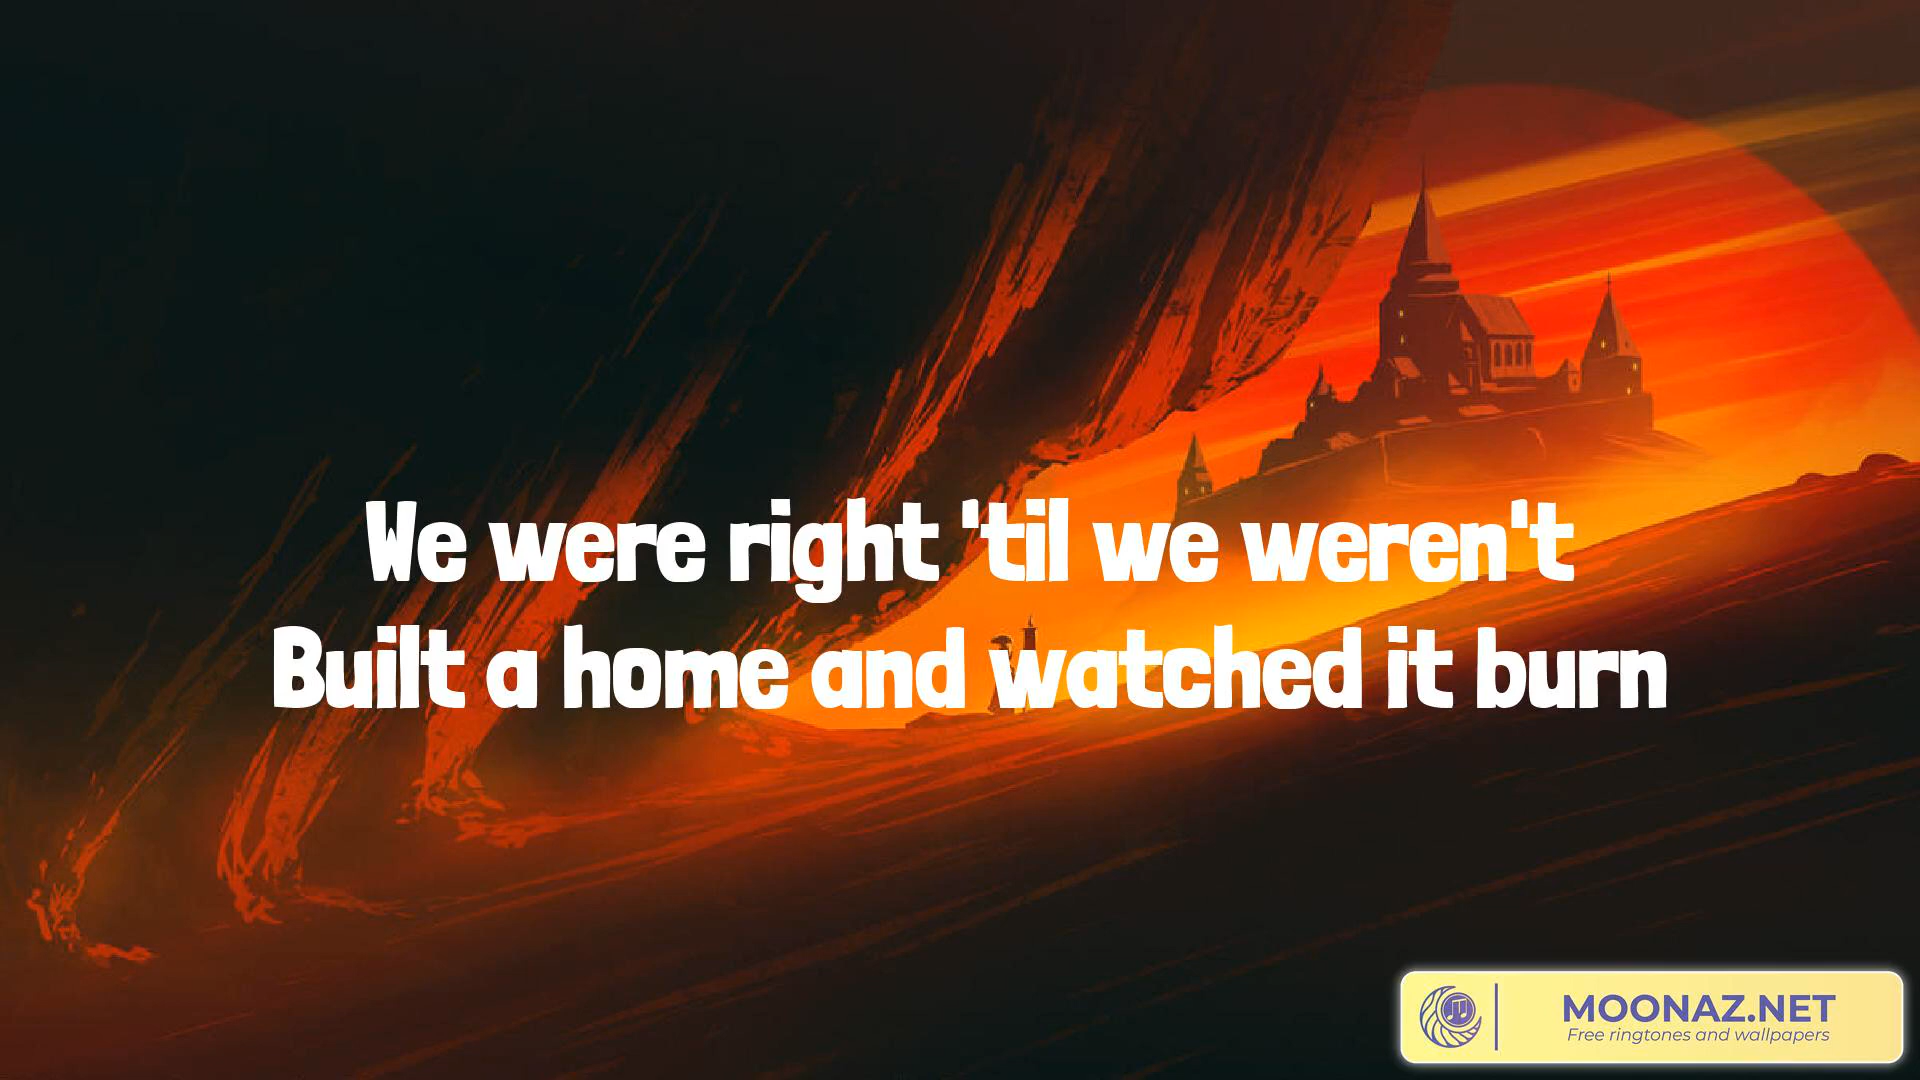 We were right 'til we weren't
Built a home and watched it burn
MOONAZ.NET
Free ringtones and wallpapers